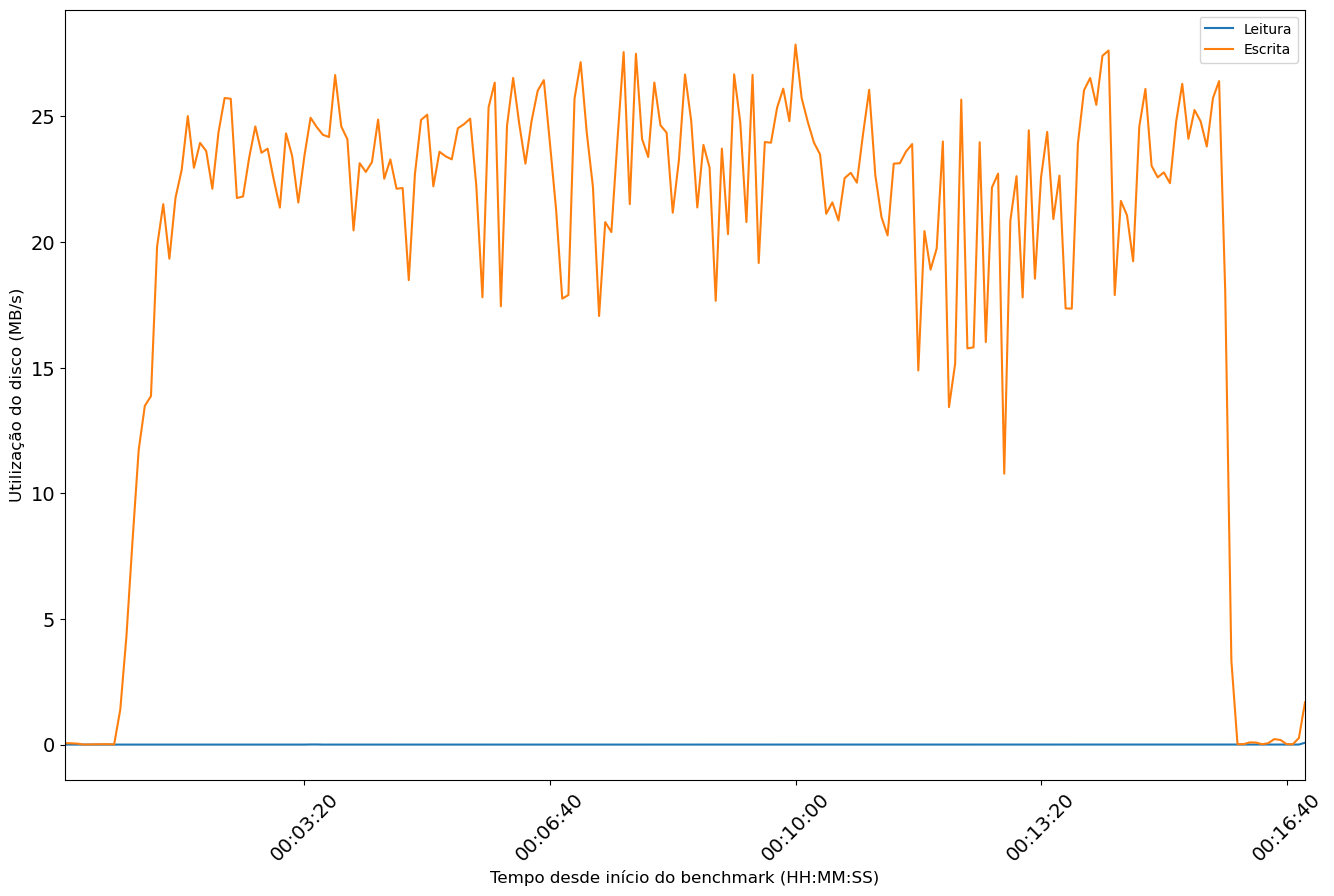 Leitura
Escrita
Utilização do disco (MB/s)
25
20
15
10
5
0
00:03:20
00:06:40
00:10:00
00:13:20
00:16:40
Tempo desde início do benchmark (HH:MM:SS)